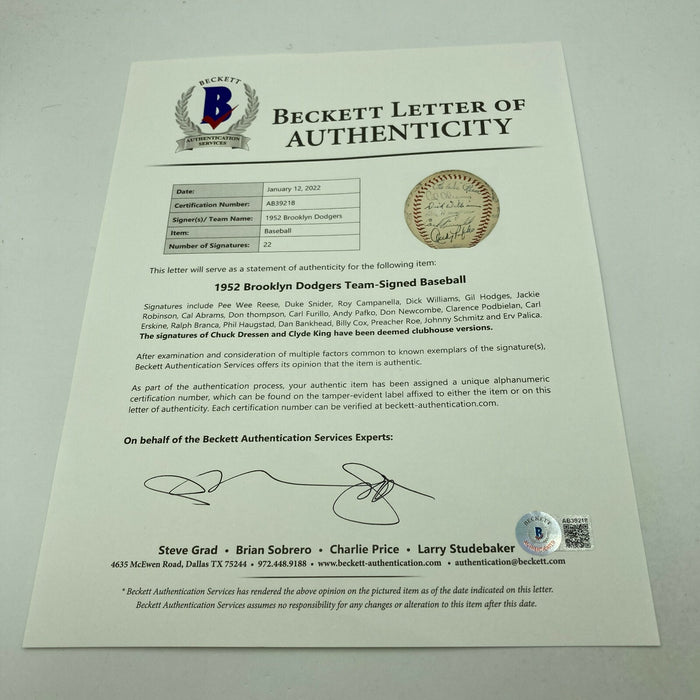 BECKETT
B
AUTHENTICATION
SERVICES
BECKETT LETTER OF
AUTHENTICITY
Date: January 12, 2022
Certification Number: AB39218
Signer(s)/ Team Name: 1952 Brooklyn Dodgers
Item: Baseball
Number of Signatures: 22
This letter will serve as a statement of authenticity for the following item:
1952 Brooklyn Dodgers Team-Signed Baseball
Signatures include Pee Wee Reese, Duke Snider, Roy Campanella, Dick Williams, Gil Hodges, Jackie
Robinson, Cal Abrams, Don thompson, Carl Furillo, Andy Pafko, Don Newcombe, Clarence Podbielan, Carl
Erskine, Ralph Branca, Phil Haugstad, Dan Bankhead, Billy Cox, Preacher Roe, Johnny Schmitz and Erv Palica.
The signatures of Chuck Dressen and Clyde King have been deemed clubhouse versions.
After examination and consideration of multiple factors common to known exemplars of the signature(s),
Beckett Authentication Services offers its opinion that the item is authentic.
As part of the authentication process, your authentic item has been assigned a unique alphanumeric
certification number, which can be found on the tamper-evident label affixed to either the item or on this
letter of authenticity. Each certification number can be verified at beckett-authentication.com.
On behalf of the Beckett Authentication Services Experts:
BECKETT
B
AB39218
Steve Grad • Brian Sobrero • Charlie Price • Larry Studebaker
4635 McEwen Road, Dallas TX 75244 • 972.448.9188 • www.beckett-authentication.com • authentication@beckett.com
* Beckett Authentication Services has rendered the above opinion on the pictured item as of the date indicated on this letter.
Beckett Authentication Services assumes no responsibility for any changes or alteration to this item after this date.